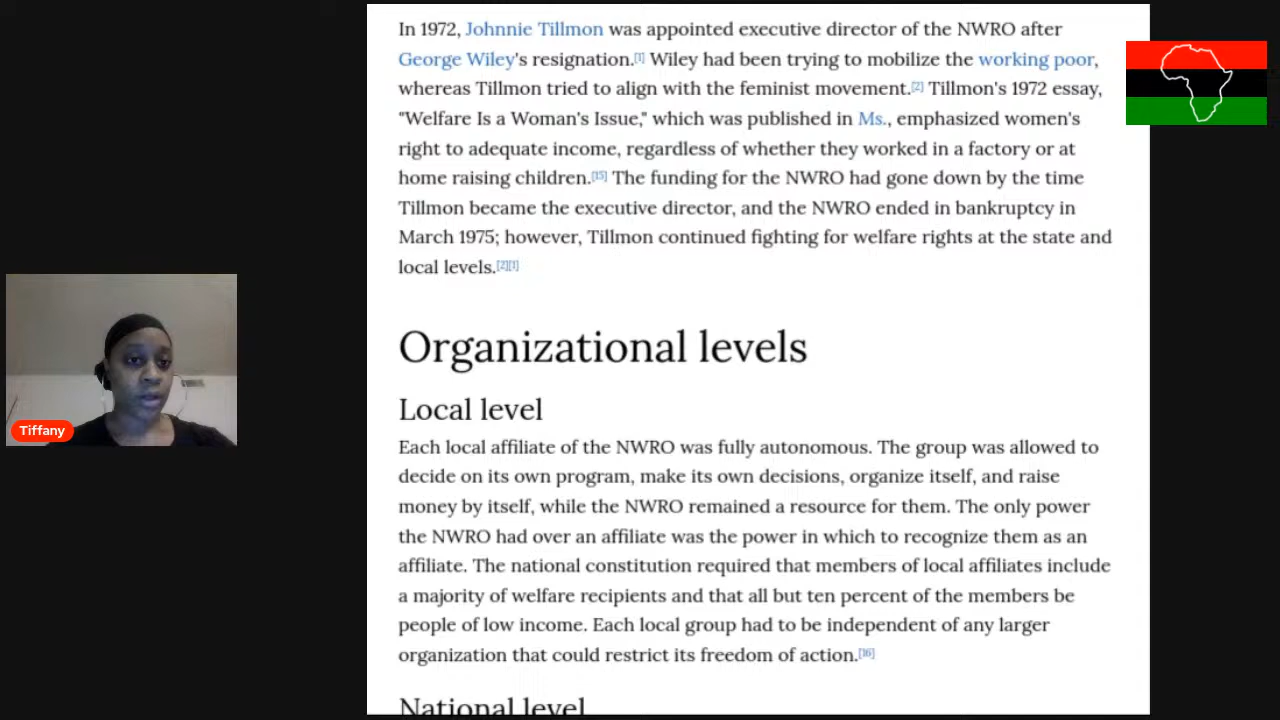 In 1972, Johnnie Tillmon was appointed executive director of the NWRO after
George Wiley's resignation.[1] Wiley had been trying to mobilize the working poor,
whereas Tillmon tried to align with the feminist movement.[2] Tillmon's 1972 essay,
"Welfare Is a Woman's Issue," which was published in Ms., emphasized women's
right to adequate income, regardless of whether they worked in a factory or at
home raising children.[15] The funding for the NWRO had gone down by the time
Tillmon became the executive director, and the NWRO ended in bankruptcy in
March 1975; however, Tillmon continued fighting for welfare rights at the state and
local levels.[2][1]
Organizational levels
Local level
Each local affiliate of the NWRO was fully autonomous. The group was allowed to
decide on its own program, make its own decisions, organize itself, and raise
money by itself, while the NWRO remained a resource for them. The only power
the NWRO had over an affiliate was the power in which to recognize them as an
affiliate. The national constitution required that members of local affiliates include
a majority of welfare recipients and that all but ten percent of the members be
people of low income. Each local group had to be independent of any larger
organization that could restrict its freedom of action.[16]
National level
Tiffany